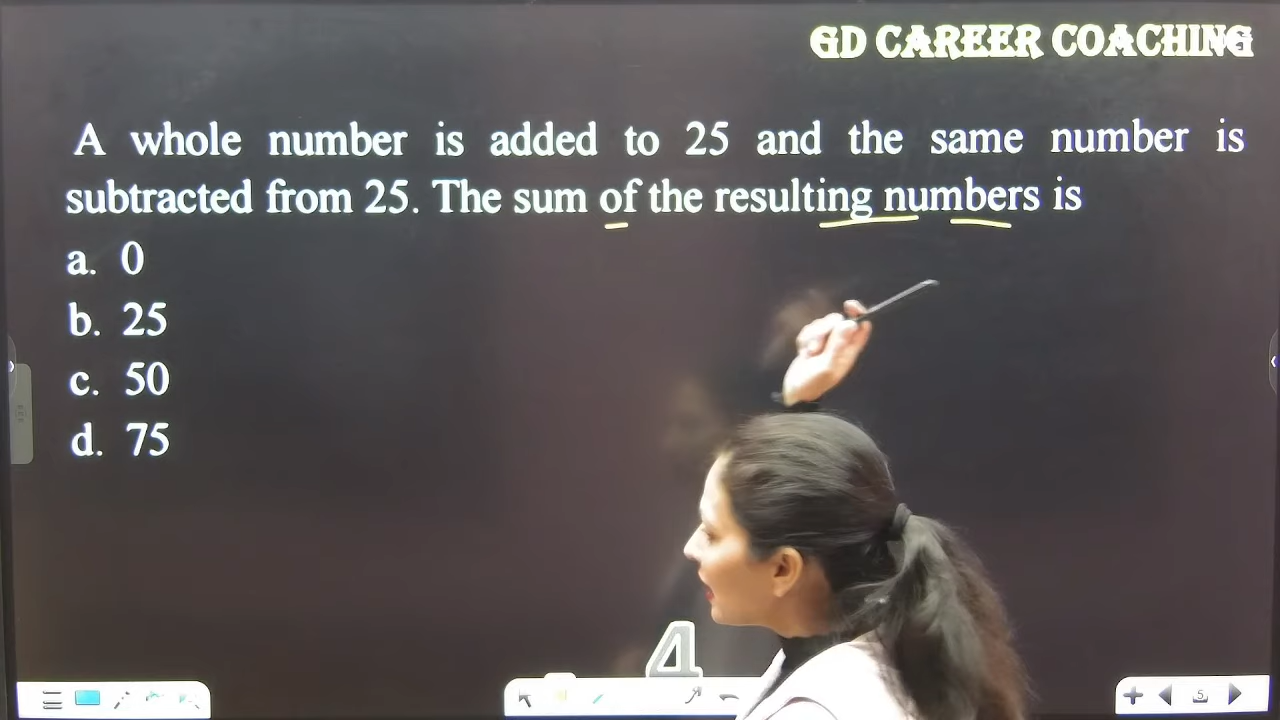 GD CAREER COACHING
A whole number is added to 25 and the same number is
subtracted from 25. The sum of the resulting numbers is
a. 0
b. 25
c. 50
d. 75
4
5